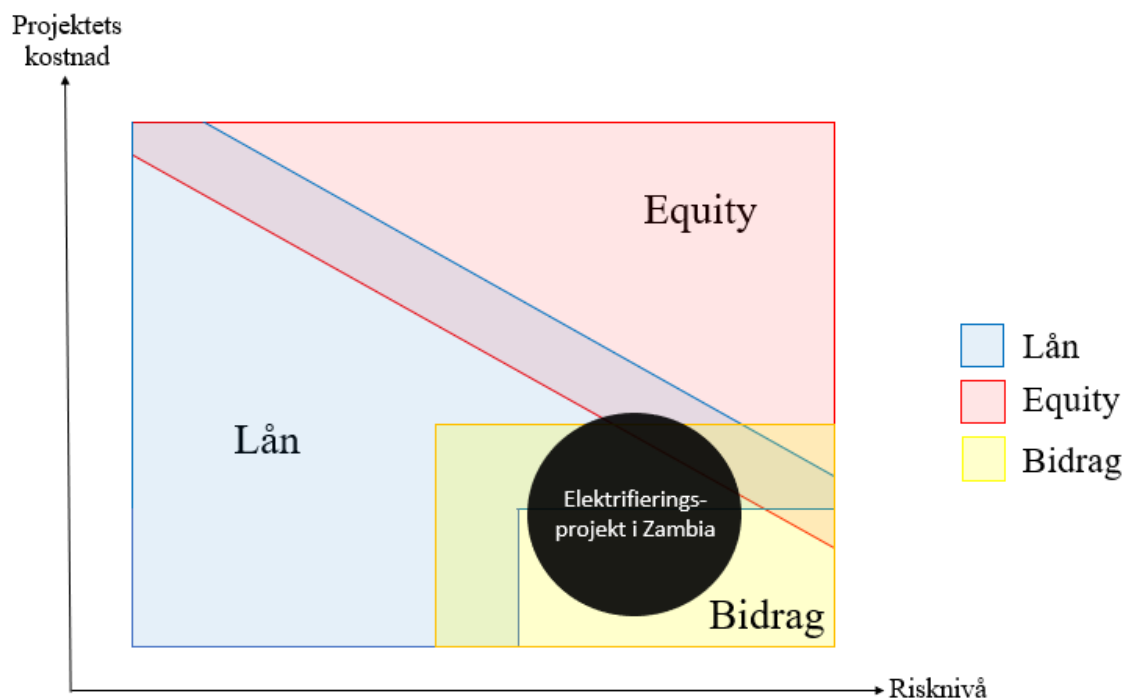 Projektets
kostnad
Equity
Lån
Equity
Bidrag
Lån
Elektrifierings-
projekt i Zambia
Bidrag
Risknivå